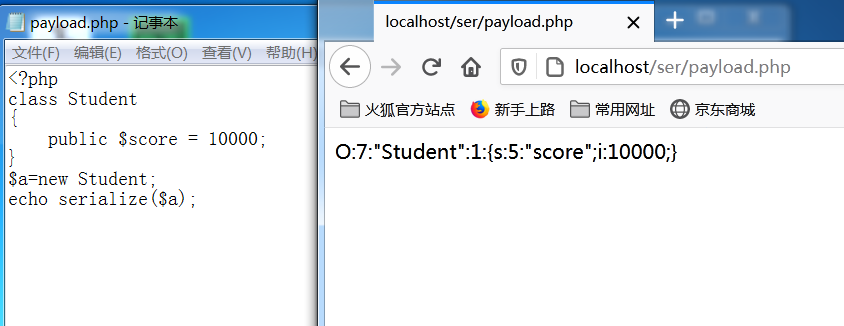 payload.php - 记事本
文件(F) 编辑(E) 格式(O) 查看(V) 帮助(H)
<?php
class Student
{
    public $score = 10000;
}
$a=new Student;
echo serialize($a);
localhost/ser/payload.php
localhost/ser/payload.php
火狐官方站点 新手上路 常用网址 京东商城
O:7:"Student":1:{s:5:"score";i:10000;}